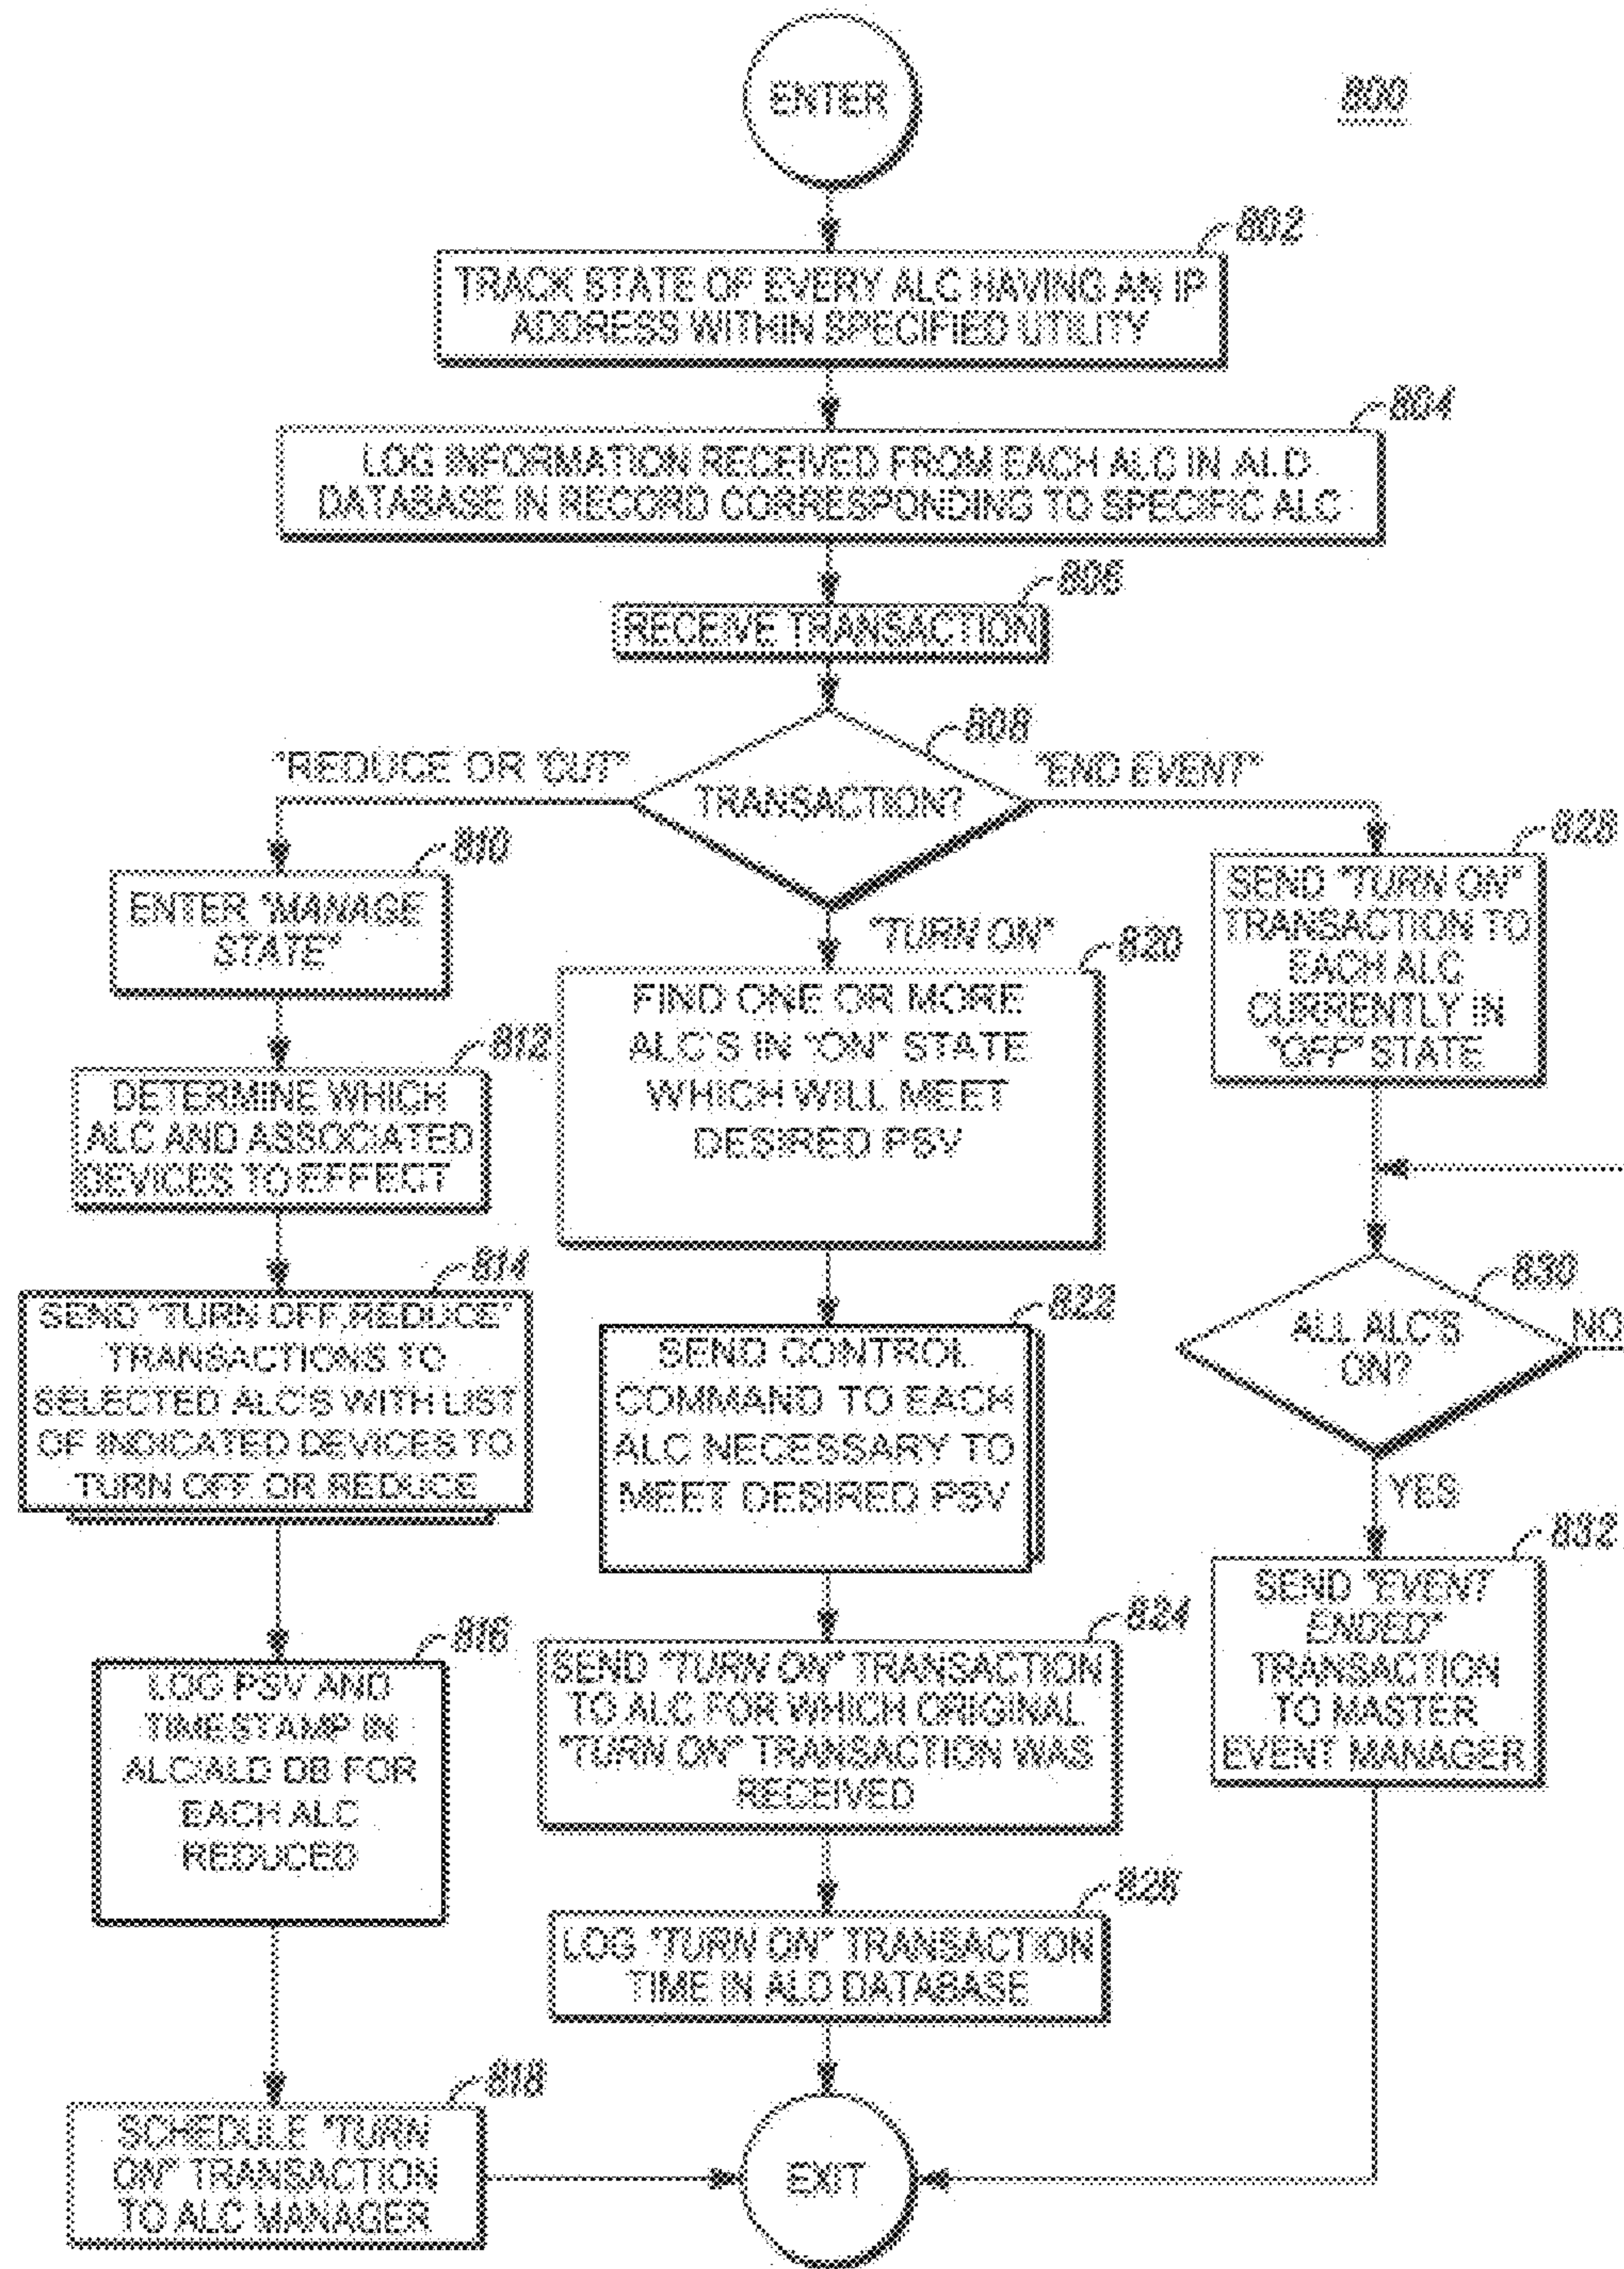 ENTER
800
802
TRACK STATE OF EVERY ALC HAVING AN IP
ADDRESS WITHIN SPECIFIED UTILITY
804
LOG INFORMATION RECEIVED FROM EACH ALC IN ALD
DATABASE IN RECORD CORRESPONDING TO SPECIFIC ALC
806
RECEIVE TRANSACTION
808
TRANSACTION?
"REDUCE OR "CUT"
810
ENTER "MANAGE
STATE"
812
DETERMINE WHICH
ALC AND ASSOCIATED
DEVICES TO EFFECT
814
SEND "TURN OFF, REDUCE"
TRANSACTIONS TO
SELECTED ALC'S WITH LIST
OF INDICATED DEVICES TO
TURN OFF OR REDUCE
816
LOG PSV AND
TIMESTAMP IN
ALC/ALD DB FOR
EACH ALC
REDUCED
818
SCHEDULE "TURN
ON" TRANSACTION
TO ALC MANAGER
"TURN ON"
820
FIND ONE OR MORE
ALC'S IN "ON" STATE
WHICH WILL MEET
DESIRED PSV
822
SEND CONTROL
COMMAND TO EACH
ALC NECESSARY TO
MEET DESIRED PSV
824
SEND "TURN ON" TRANSACTION
TO ALC FOR WHICH ORIGINAL
"TURN ON" TRANSACTION WAS
RECEIVED
826
LOG "TURN ON" TRANSACTION
TIME IN ALD DATABASE
EXIT
"END EVENT"
828
SEND "TURN ON"
TRANSACTION TO
EACH ALC
CURRENTLY IN
"OFF" STATE
830
ALL ALC'S
ON?
NO
YES
832
SEND "EVENT
ENDED"
TRANSACTION
TO MASTER
EVENT MANAGER